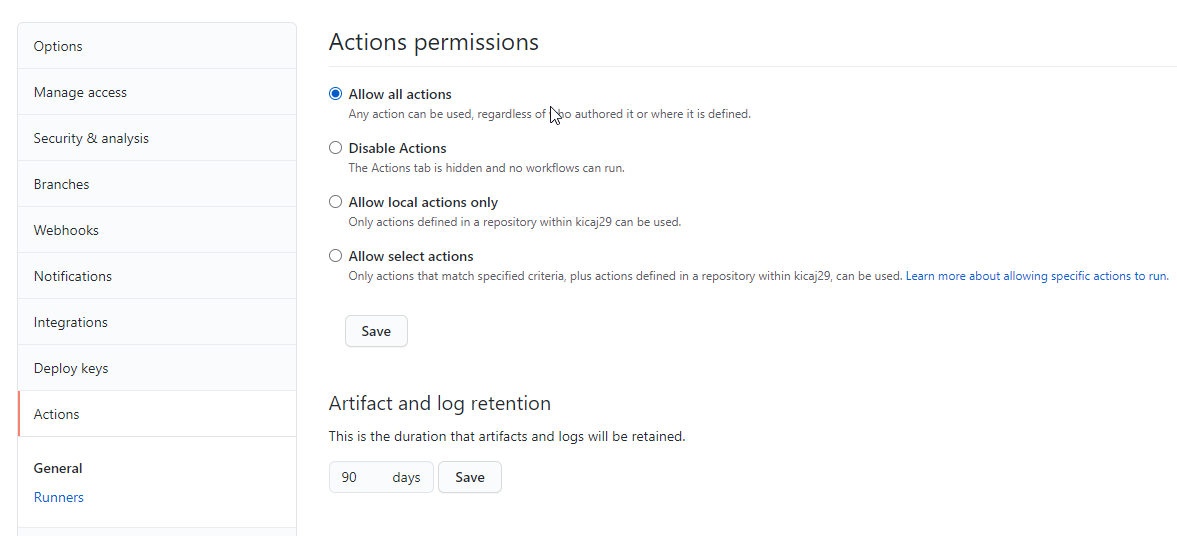 Options
Manage access
Security & analysis
Branches
Webhooks
Notifications
Integrations
Deploy keys
Actions
General
Runners
Actions permissions
Allow all actions
Any action can be used, regardless of who authored it or where it is defined.
Disable Actions
The Actions tab is hidden and no workflows can run.
Allow local actions only
Only actions defined in a repository within kicaj29 can be used.
Allow select actions
Only actions that match specified criteria, plus actions defined in a repository within kicaj29, can be used. Learn more about allowing specific actions to run.
Save
Artifact and log retention
This is the duration that artifacts and logs will be retained.
90 days Save